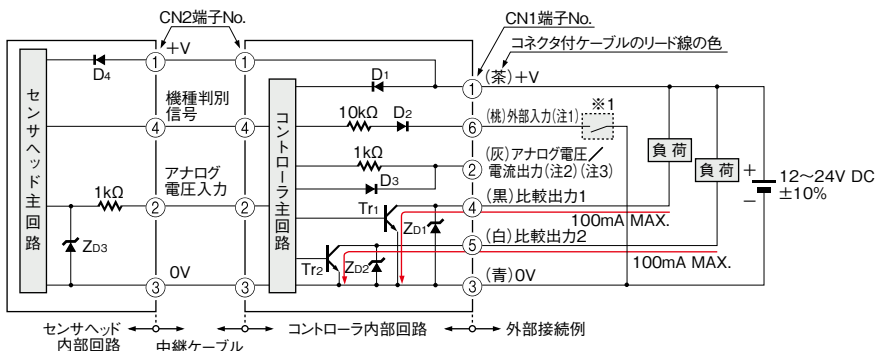 CN2端子No.
CN1端子No.
コネクタ付ケーブルのリード線の色
+V
① ① ① (茶)+V
D4
D1
機種判別
信号
④ ④
10kΩ
D2
⑥ (桃)外部入力(注1)
※1
センサヘッド主回路
コントローラ主回路
アナログ
電圧入力
1kΩ
② ②
1kΩ
D3
② (灰)アナログ電圧/
電流出力(注2)(注3)
負荷
負荷
+
−
12〜24V DC
±10%
ZD3
Tr1
ZD1
④ (黒)比較出力1
100mA MAX.
Tr2
ZD2
⑤ (白)比較出力2
100mA MAX.
0V
③ ③ ③ (青)0V
センサヘッド
内部回路
中継ケーブル
コントローラ内部回路
外部接続例